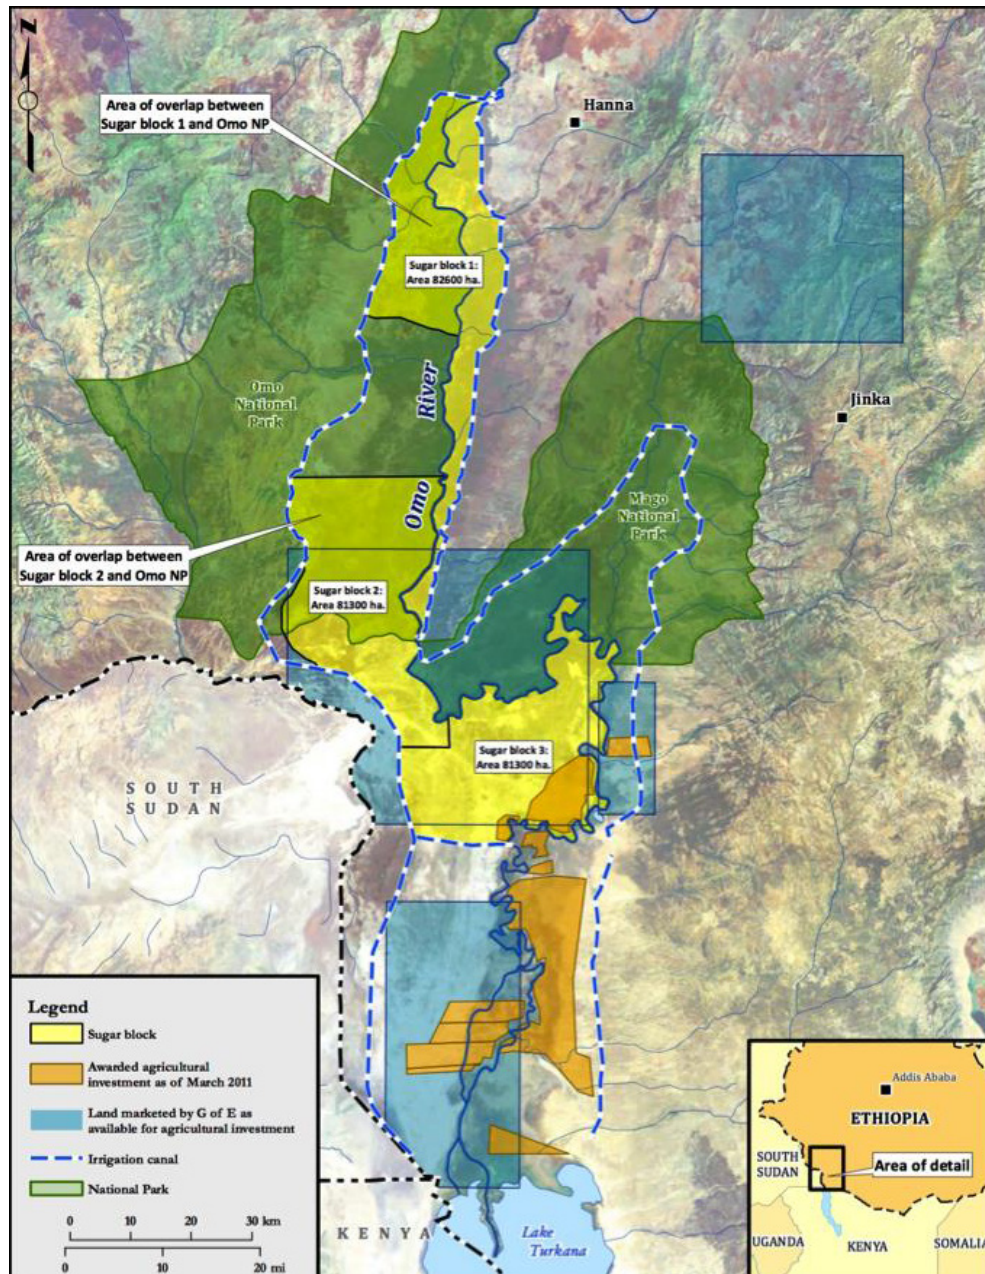 N
Area of overlap between
Sugar block 1 and Omo NP
Hanna
Sugar block 1:
Area 82600 ha.
Omo
National
Park
River
Omo
Jinka
Mago
National
Park
Area of overlap between
Sugar block 2 and Omo NP
Sugar block 2:
Area 81300 ha.
Sugar block 3:
Area 81300 ha.
SOUTH
SUDAN
Legend
Sugar block
Awarded agricultural
investment as of March 2011
Land marketed by G of E as
available for agricultural investment
Irrigation canal
National Park
0 10 20 30 km
0 10 20 mi
KENYA
Lake
Turkana
Addis Ababa
ETHIOPIA
SOUTH
SUDAN
Area of detail
UGANDA
KENYA
SOMALIA